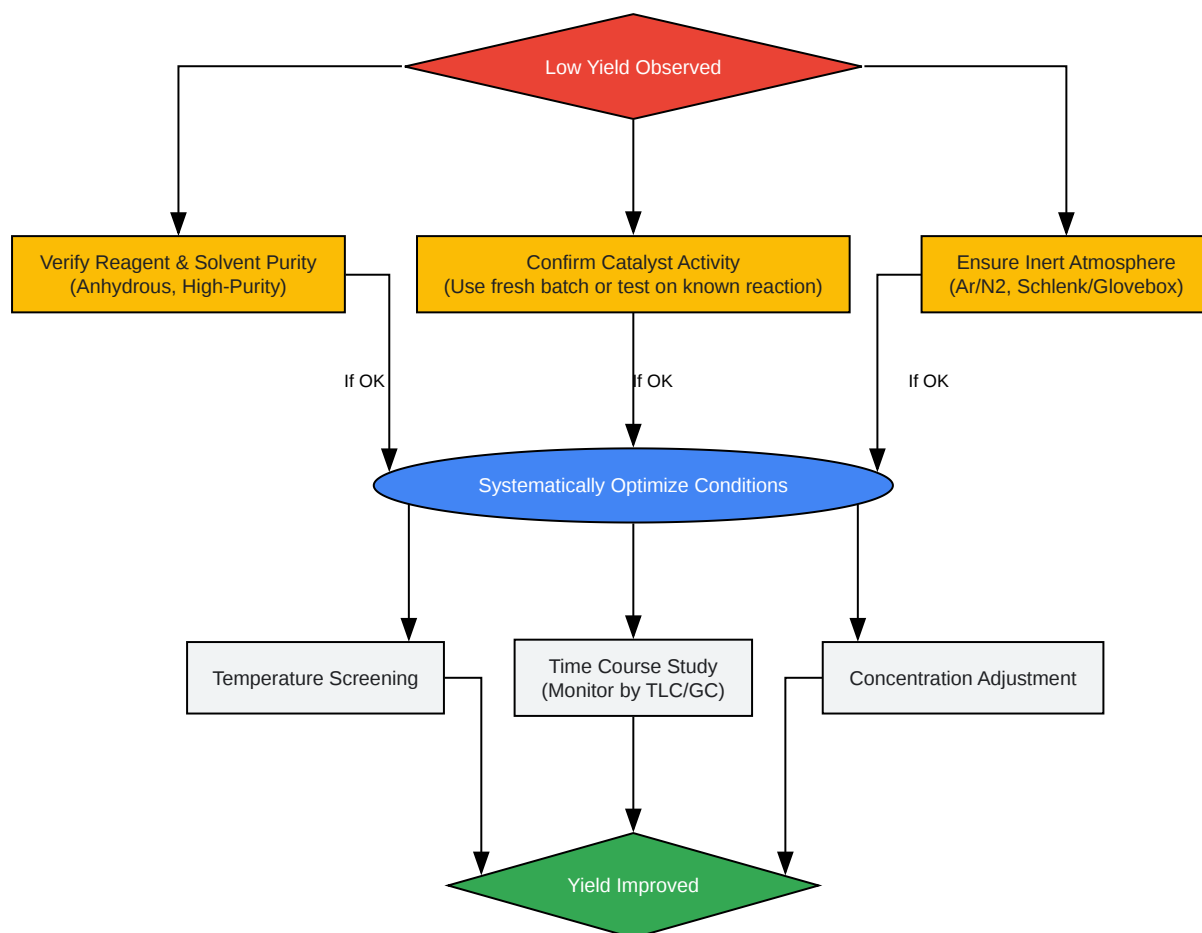 Low Yield Observed
Verify Reagent & Solvent Purity
(Anhydrous, High-Purity)
Confirm Catalyst Activity
(Use fresh batch or test on known reaction)
Ensure Inert Atmosphere
(Ar/N2, Schlenk/Glovebox)
If OK
If OK
If OK
Systematically Optimize Conditions
Temperature Screening
Time Course Study
(Monitor by TLC/GC)
Concentration Adjustment
Yield Improved